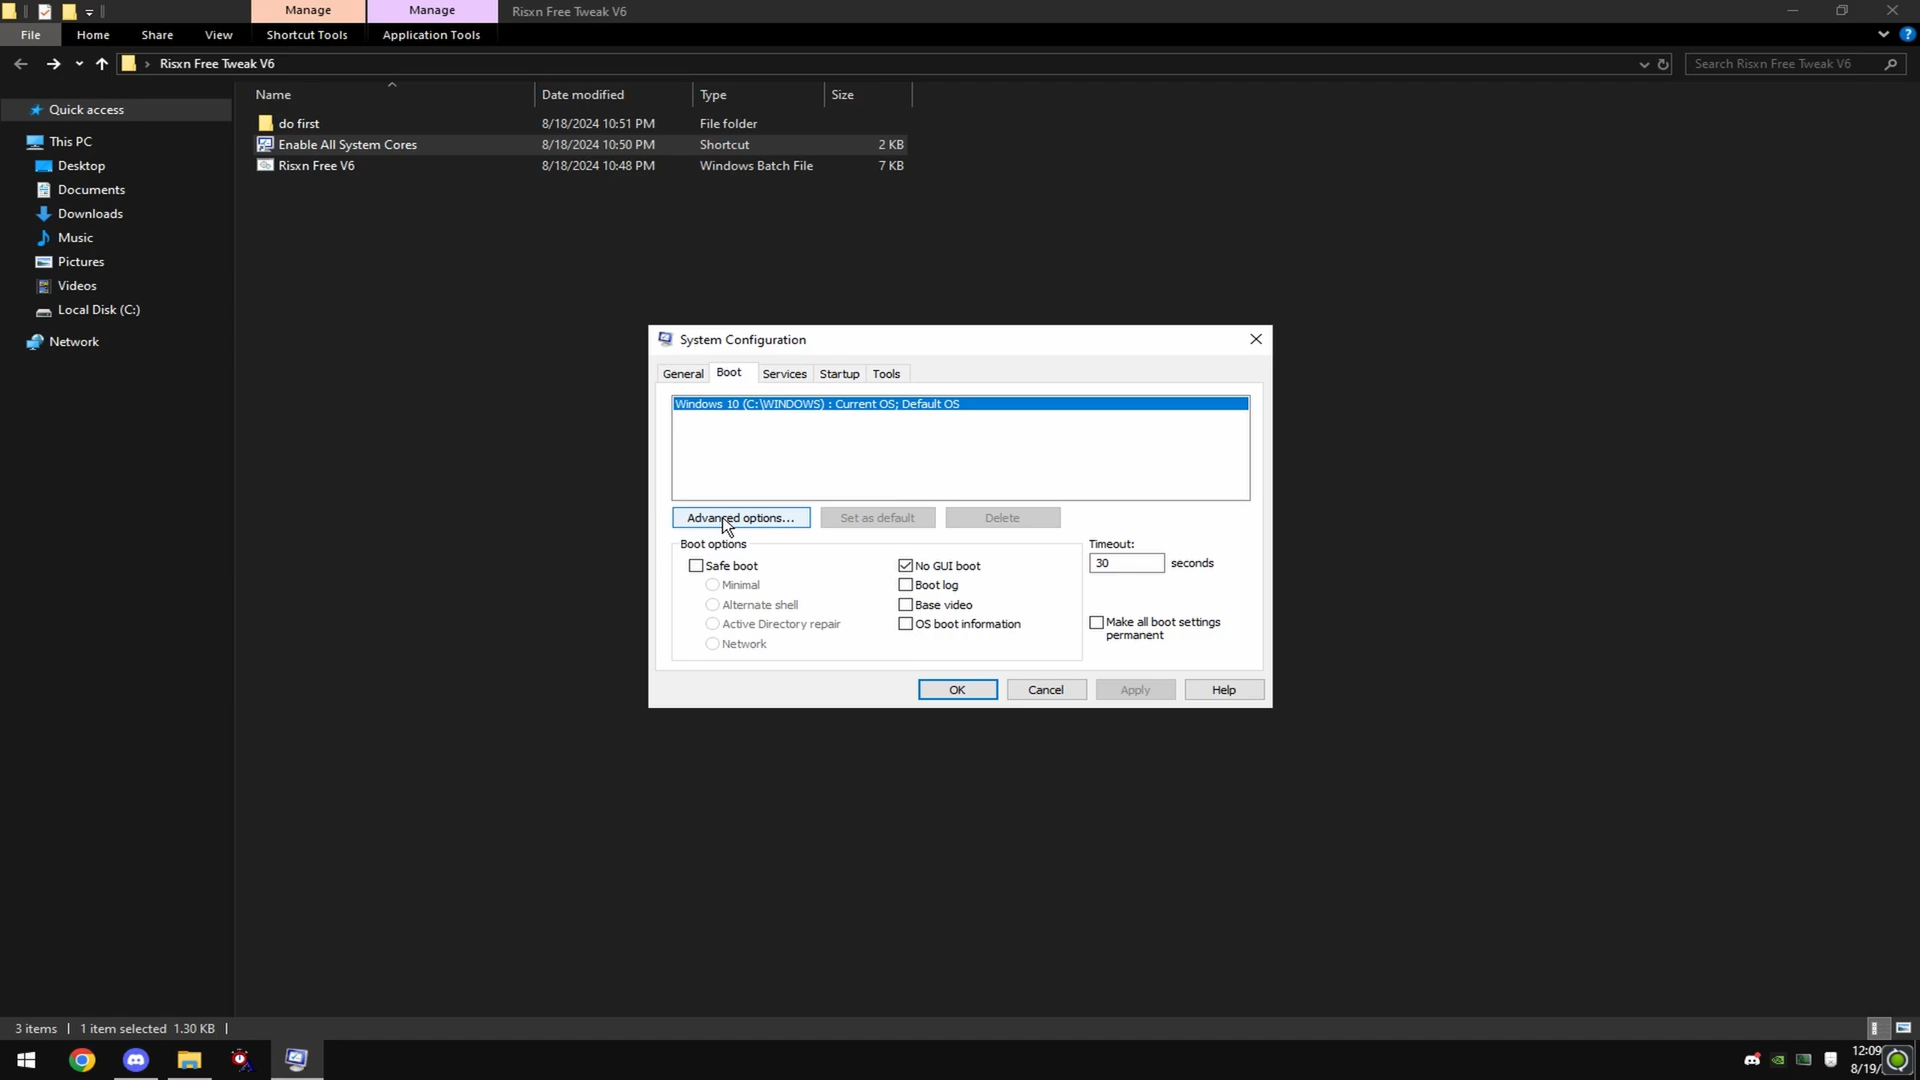 Manage
Manage
Risxn Free Tweak V6
File
Home
Share
View
Shortcut Tools
Application Tools
Risxn Free Tweak V6
Search Risxn Free Tweak V6
Name
Date modified
Type
Size
Quick access
This PC
Desktop
Documents
Downloads
Music
Pictures
Videos
Local Disk (C:)
Network
do first
8/18/2024 10:51 PM
File folder
Enable All System Cores
8/18/2024 10:50 PM
Shortcut
2 KB
Risxn Free V6
8/18/2024 10:48 PM
Windows Batch File
7 KB
System Configuration
General
Boot
Services
Startup
Tools
Windows 10 (C:\WINDOWS) : Current OS; Default OS
Advanced options...
Set as default
Delete
Boot options
Safe boot
Minimal
Alternate shell
Active Directory repair
Network
No GUI boot
Boot log
Base video
OS boot information
Timeout:
30
seconds
Make all boot settings
permanent
OK
Cancel
Apply
Help
3 items
1 item selected 1.30 KB
12:09
8/19/